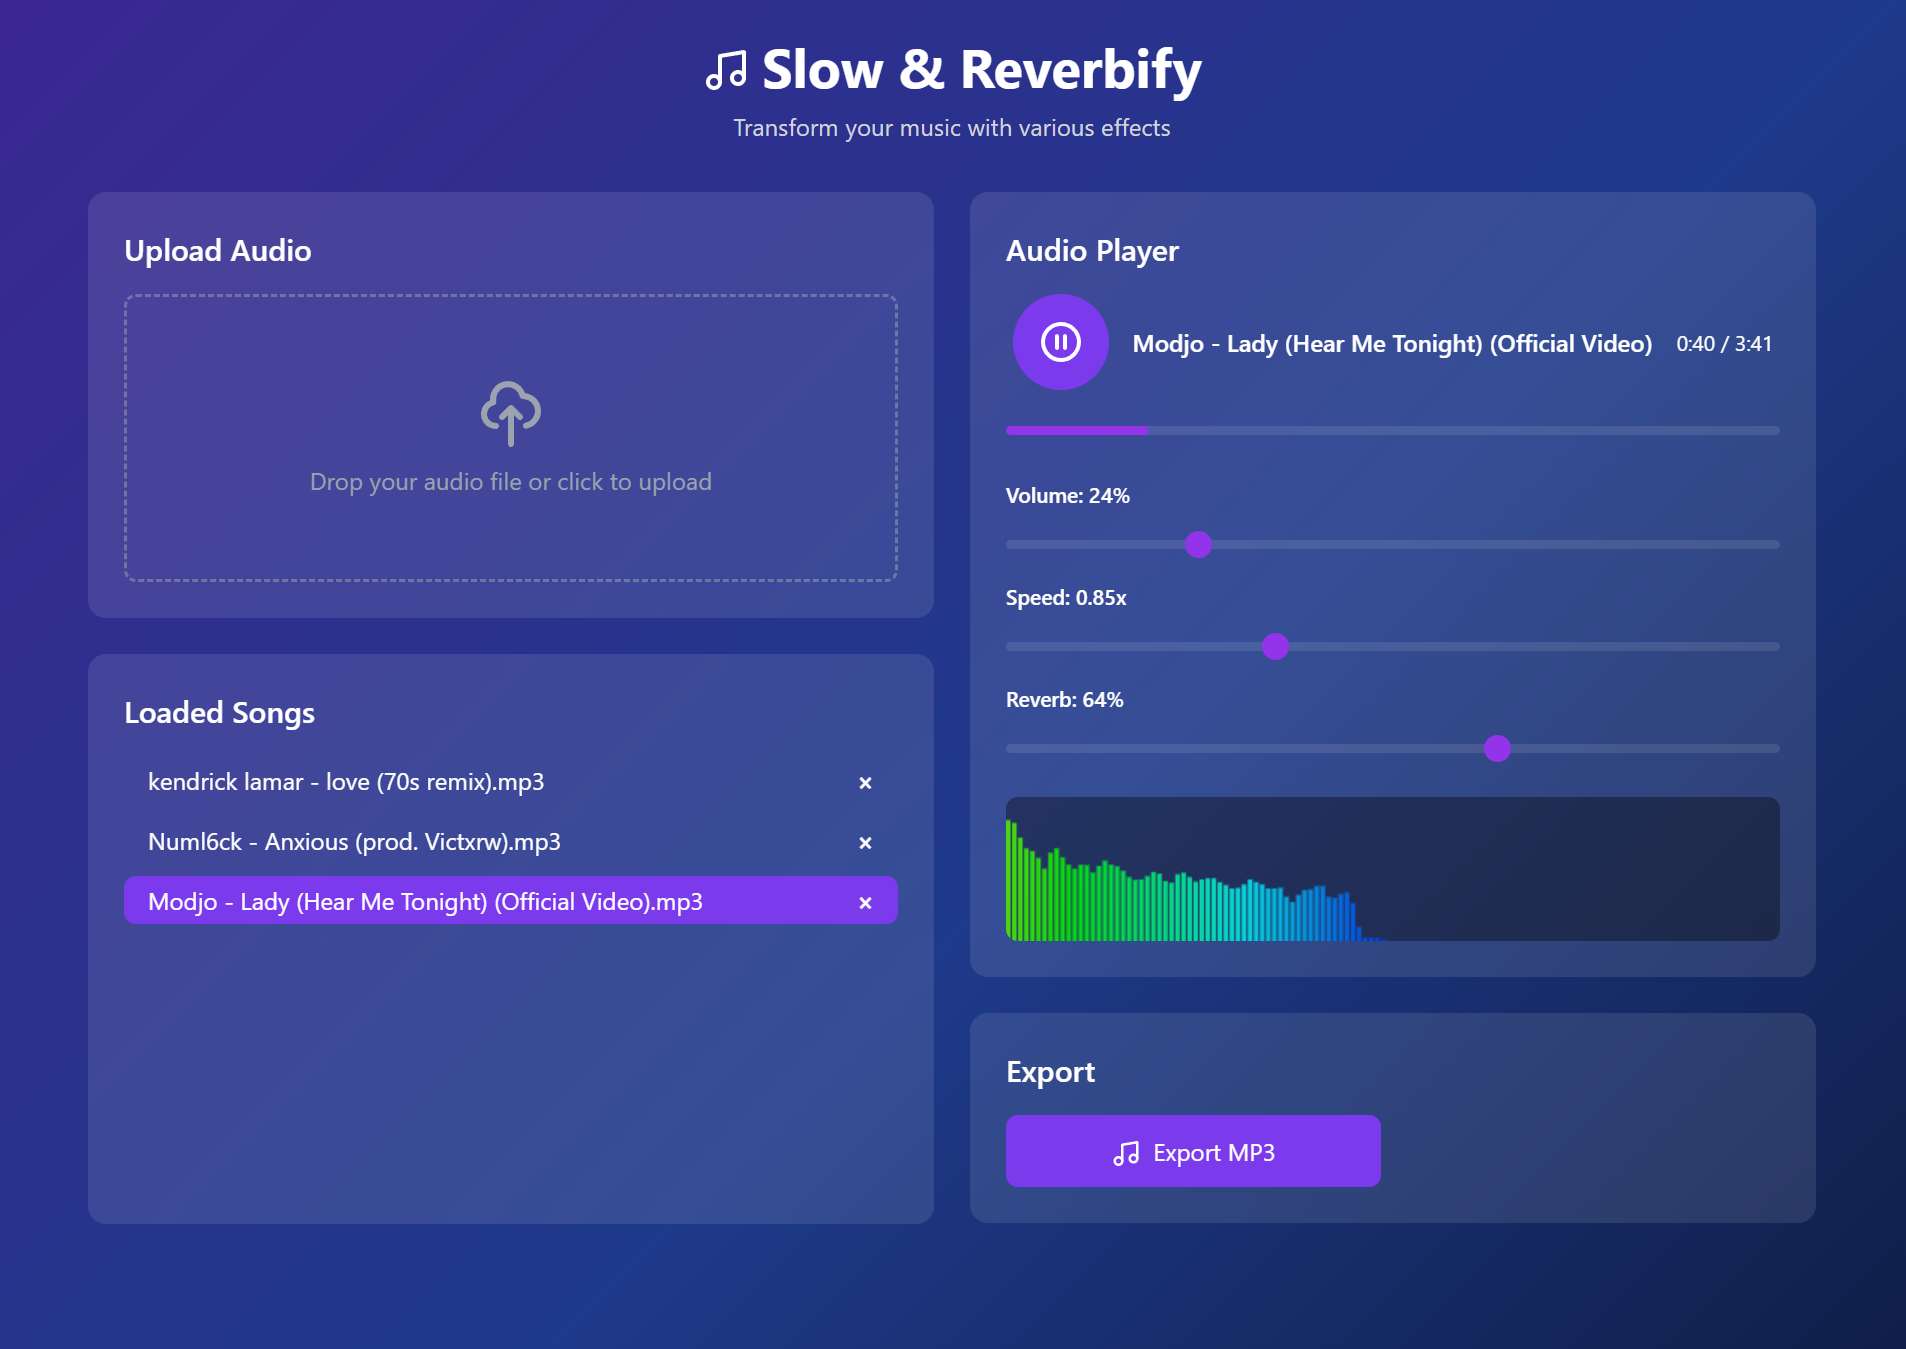 Slow & Reverbify
Transform your music with various effects
Upload Audio
Drop your audio file or click to upload
Loaded Songs
kendrick lamar - love (70s remix).mp3
Numl6ck - Anxious (prod. Victxrw).mp3
Modjo - Lady (Hear Me Tonight) (Official Video).mp3
Audio Player
Modjo - Lady (Hear Me Tonight) (Official Video) 0:40 / 3:41
Volume: 24%
Speed: 0.85x
Reverb: 64%
Export
Export MP3